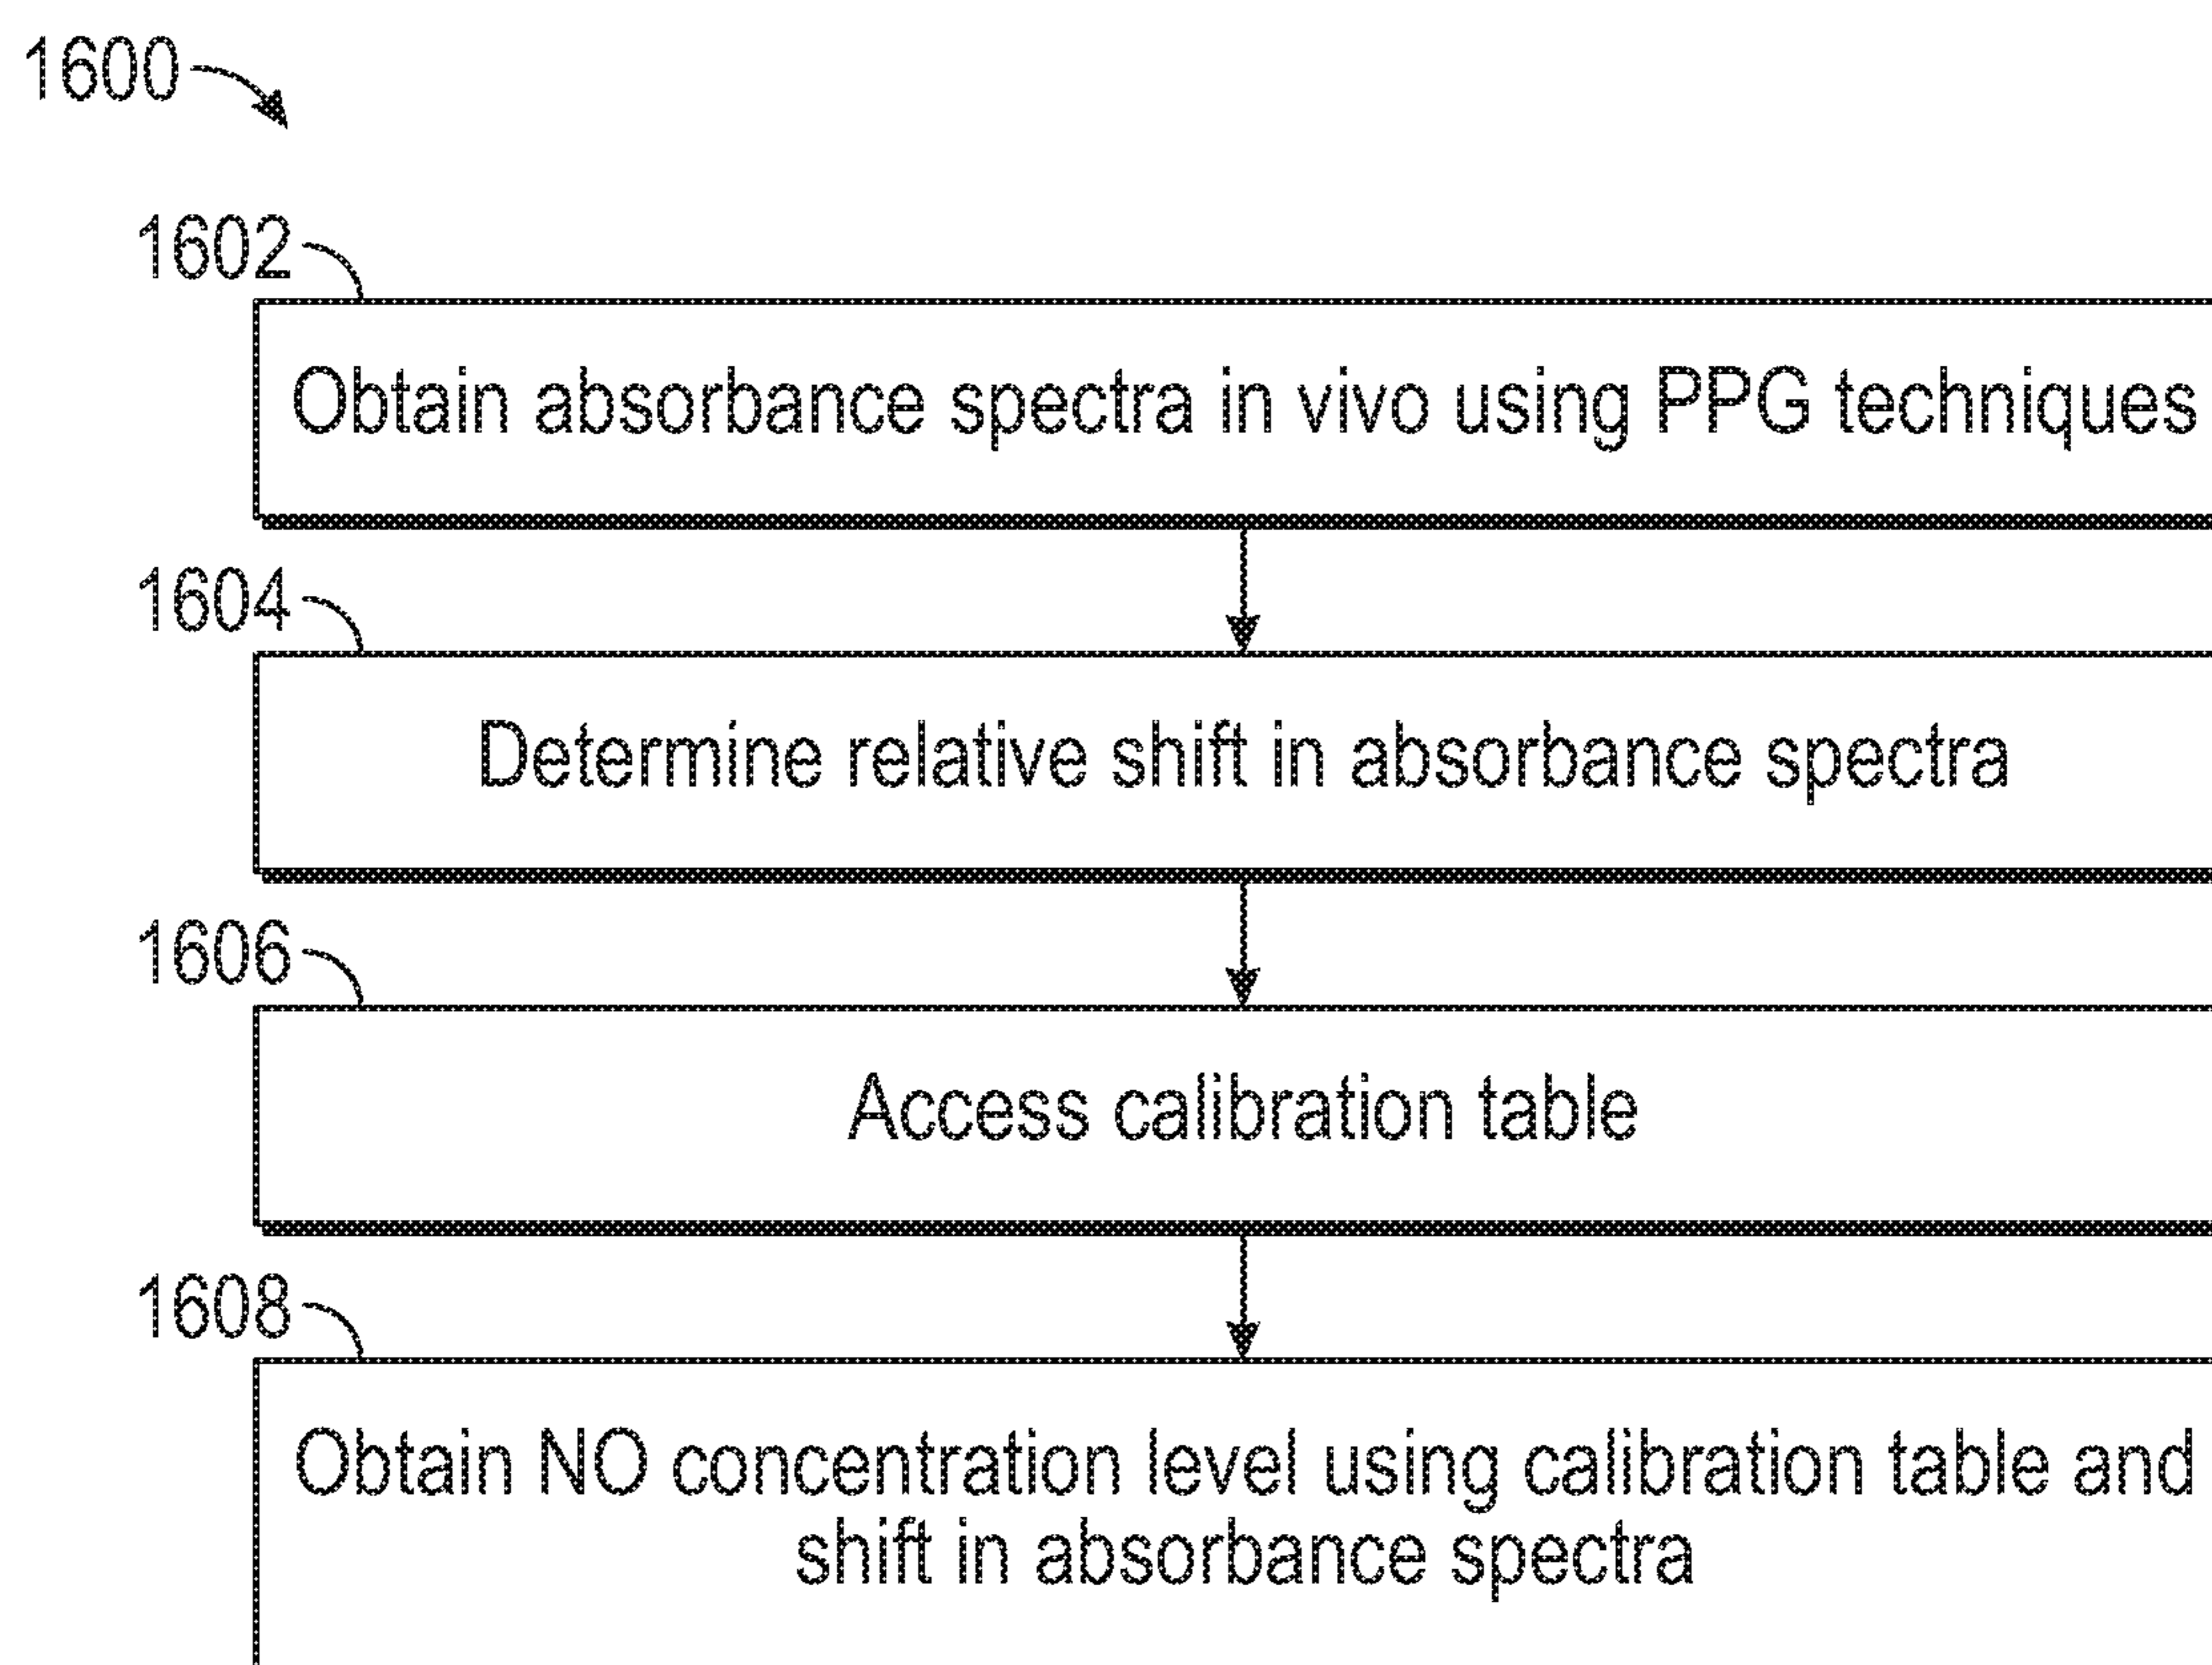 1600
1602
Obtain absorbance spectra in vivo using PPG techniques
1604
Determine relative shift in absorbance spectra
1606
Access calibration table
1608
Obtain NO concentration level using calibration table and
shift in absorbance spectra